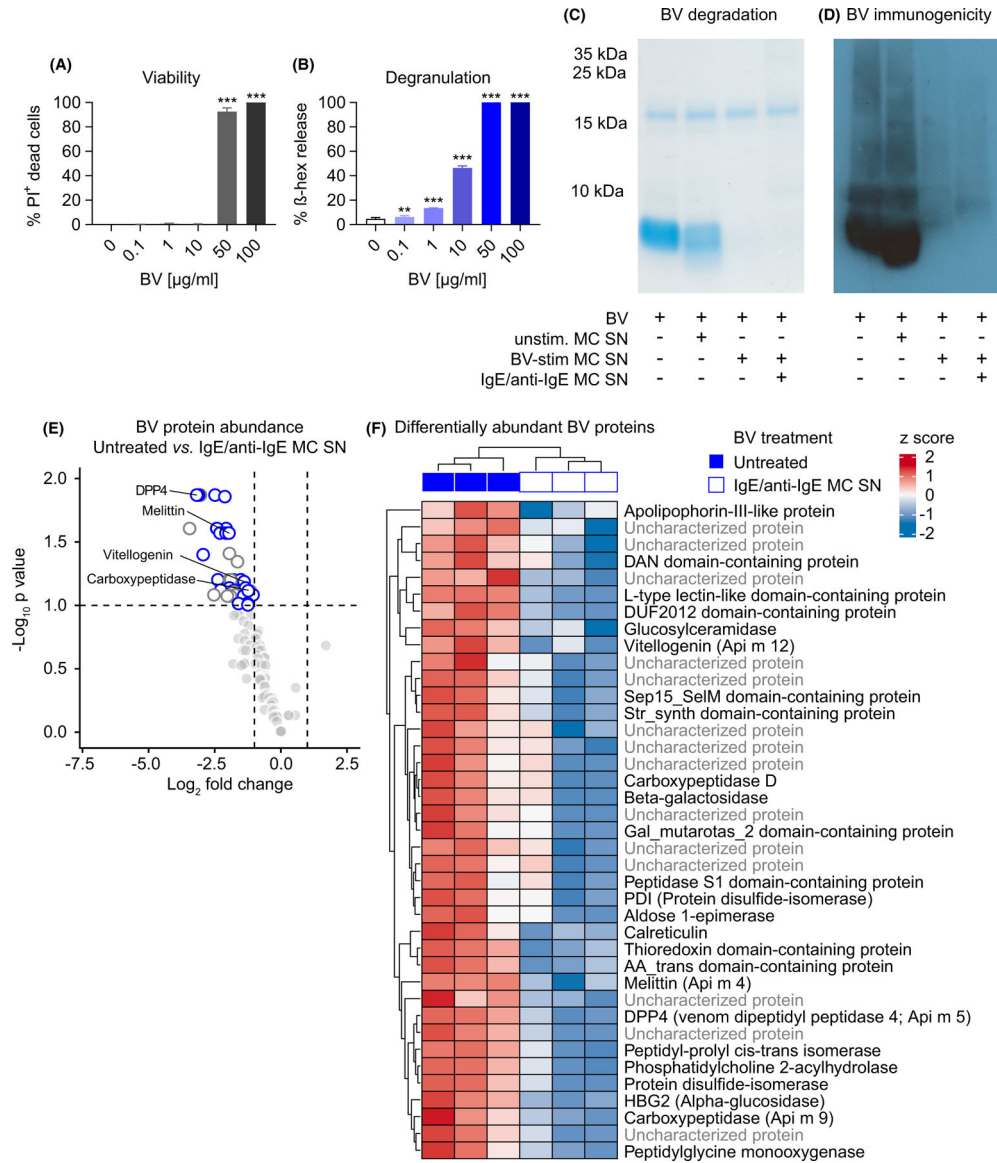 (A)
Viability
% PI+ dead cells
100
80
60
40
20
0
***
***
0
0.1
1
10
50
100
BV [µg/ml]
(B)
Degranulation
% ß-hex release
100
80
60
40
20
0
**
***
***
***
***
0
0.1
1
10
50
100
BV [µg/ml]
(C)
BV degradation
35 kDa
25 kDa
15 kDa
10 kDa
(D)
BV immunogenicity
BV + + + + + + + +
unstim. MC SN - + - - - + - -
BV-stim MC SN - - + + - - + +
IgE/anti-IgE MC SN - - - + - - - +
(E)
BV protein abundance
Untreated vs. IgE/anti-IgE MC SN
-Log10 p value
2.0
1.5
1.0
0.5
0.0
DPP4
Melittin
Vitellogenin
Carboxypeptidase
-7.5
-5.0
-2.5
0.0
2.5
Log2 fold change
(F)
Differentially abundant BV proteins
BV treatment
Untreated
IgE/anti-IgE MC SN
z score
2
1
0
-1
-2
Apolipophorin-III-like protein
Uncharacterized protein
Uncharacterized protein
DAN domain-containing protein
Uncharacterized protein
L-type lectin-like domain-containing protein
DUF2012 domain-containing protein
Glucosylceramidase
Vitellogenin (Api m 12)
Uncharacterized protein
Uncharacterized protein
Sep15_SelM domain-containing protein
Str_synth domain-containing protein
Uncharacterized protein
Uncharacterized protein
Uncharacterized protein
Carboxypeptidase D
Beta-galactosidase
Uncharacterized protein
Gal_mutarotas_2 domain-containing protein
Uncharacterized protein
Uncharacterized protein
Peptidase S1 domain-containing protein
PDI (Protein disulfide-isomerase)
Aldose 1-epimerase
Calreticulin
Thioredoxin domain-containing protein
AA_trans domain-containing protein
Melittin (Api m 4)
Uncharacterized protein
DPP4 (venom dipeptidyl peptidase 4; Api m 5)
Uncharacterized protein
Peptidyl-prolyl cis-trans isomerase
Phosphatidylcholine 2-acylhydrolase
Protein disulfide-isomerase
HBG2 (Alpha-glucosidase)
Carboxypeptidase (Api m 9)
Uncharacterized protein
Peptidylglycine monooxygenase